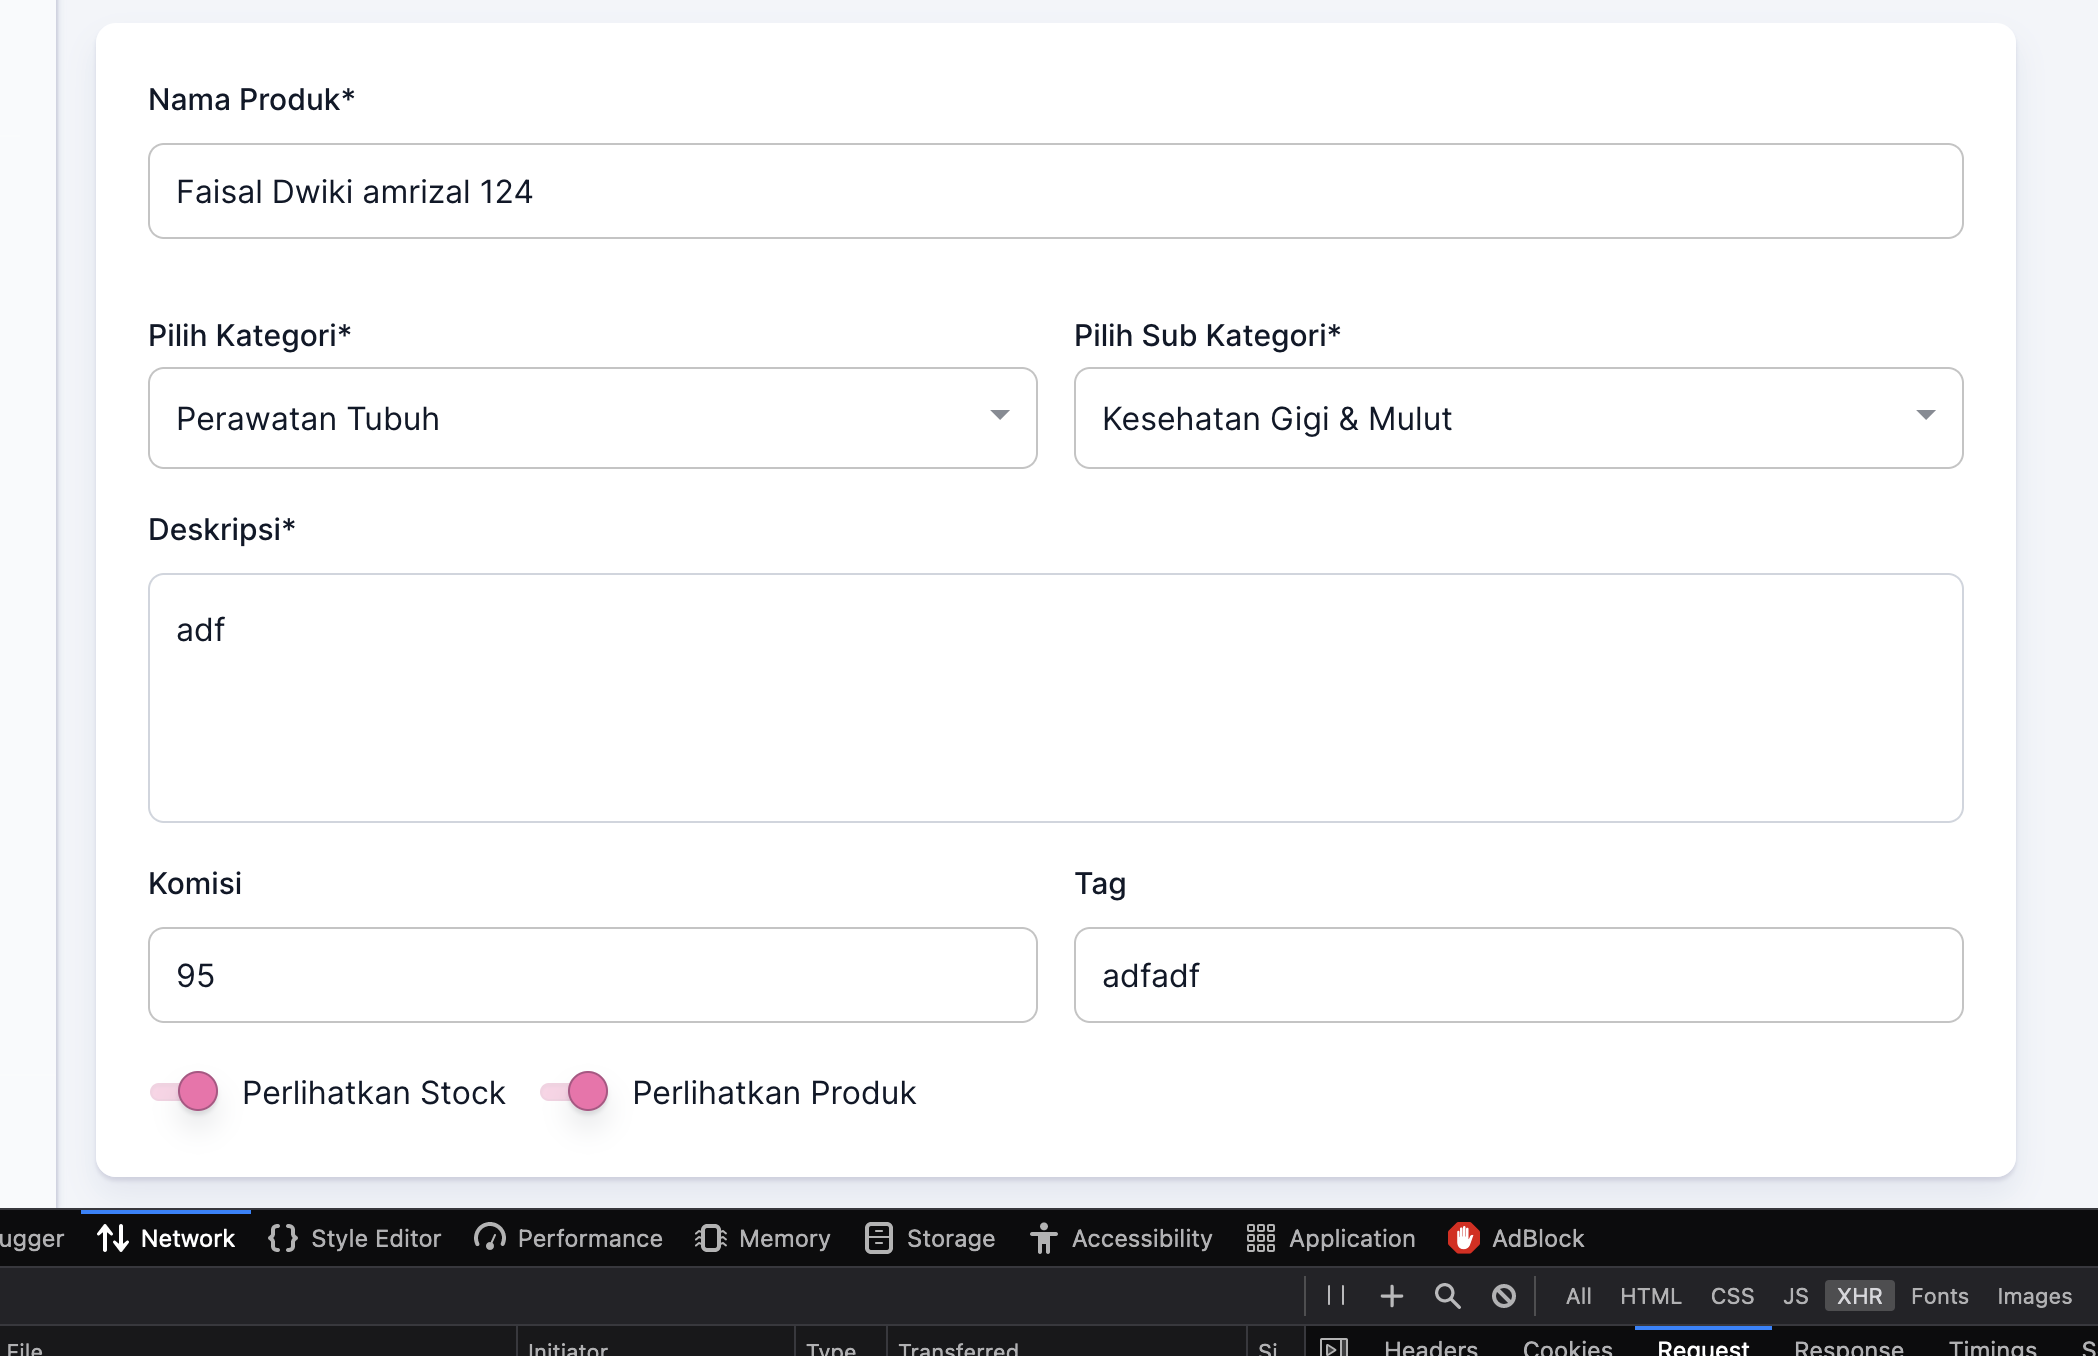 Nama Produk*
Faisal Dwiki amrizal 124
Pilih Kategori* Pilih Sub Kategori*
Perawatan Tubuh Kesehatan Gigi & Mulut
Deskripsi*
adf
Komisi Tag
95 adfadf
Perlihatkan Stock Perlihatkan Produk
ugger Network Style Editor Performance Memory Storage Accessibility Application AdBlock
All HTML CSS JS XHR Fonts Images
File Initiator Type Transferred Si Headers Cookies Request Response Timings S